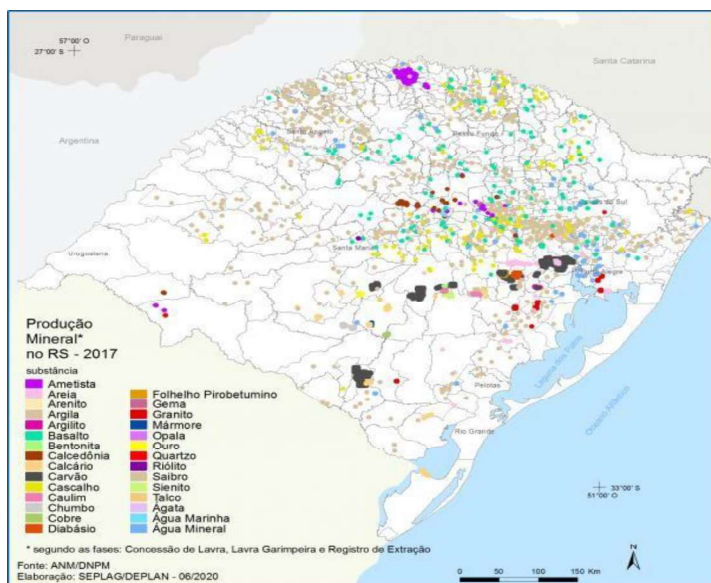 Paraguai
57°00' O
27°00' S
Santa Catarina
Argentina
Santo Ângelo
Passo Fundo
Santa Maria
Uruguaiana
Pelotas
Rio Grande
Laguna dos Patos
Oceano Atlântico
33°00' S
51°00' O
Produção
Mineral*
no RS - 2017
substância
Ametista
Areia
Arenito
Argila
Argilito
Basalto
Bentonita
Calcedônia
Calcário
Carvão
Cascalho
Caulim
Chumbo
Cobre
Diabásio
Folhelho Pirobetumino
Gema
Granito
Mármore
Opala
Ouro
Quartzo
Riólito
Saibro
Sienito
Talco
Ágata
Água Marinha
Água Mineral
* segundo as fases: Concessão de Lavra, Lavra Garimpeira e Registro de Extração
Fonte: ANM/DNPM
Elaboração: SEPLAG/DEPLAN - 06/2020
0 50 100 150 Km
N